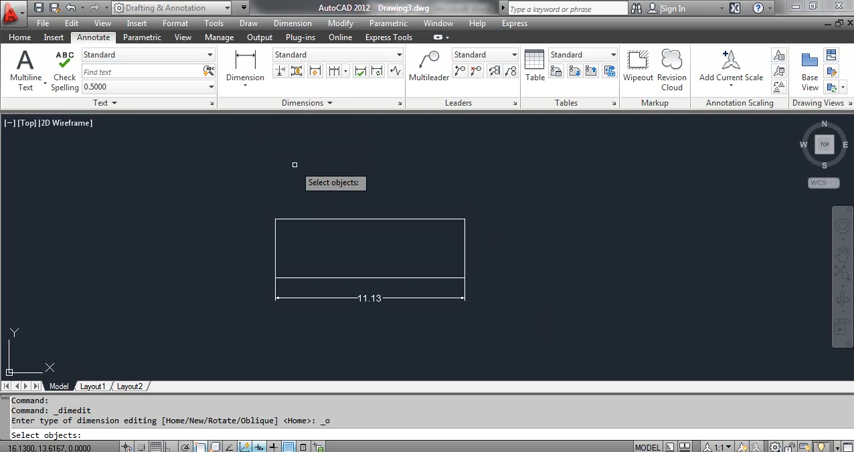 Drafting & Annotation
AutoCAD 2012 Drawing3.dwg
Type a keyword or phrase
Sign In
File Edit View Insert Format Tools Draw Dimension Modify Parametric Window Help Express
Home Insert Annotate Parametric View Manage Output Plug-ins Online Express Tools
Multiline Text
Check Spelling
Standard
Find text
0.5000
Text
Dimension
Standard
Dimensions
Multileader
Standard
Leaders
Table
Standard
Tables
Wipeout
Revision Cloud
Markup
Add Current Scale
Annotation Scaling
Base View
Drawing Views
[−] [Top] [2D Wireframe]
N
W TOP E
S
WCS
Select objects:
11.13
Y
X
Model Layout1 Layout2
Command:
Command: _dimedit
Enter type of dimension editing [Home/New/Rotate/Oblique] <Home>: _o
Select objects:
16.1300, 13.6167, 0.0000
MODEL
1:1